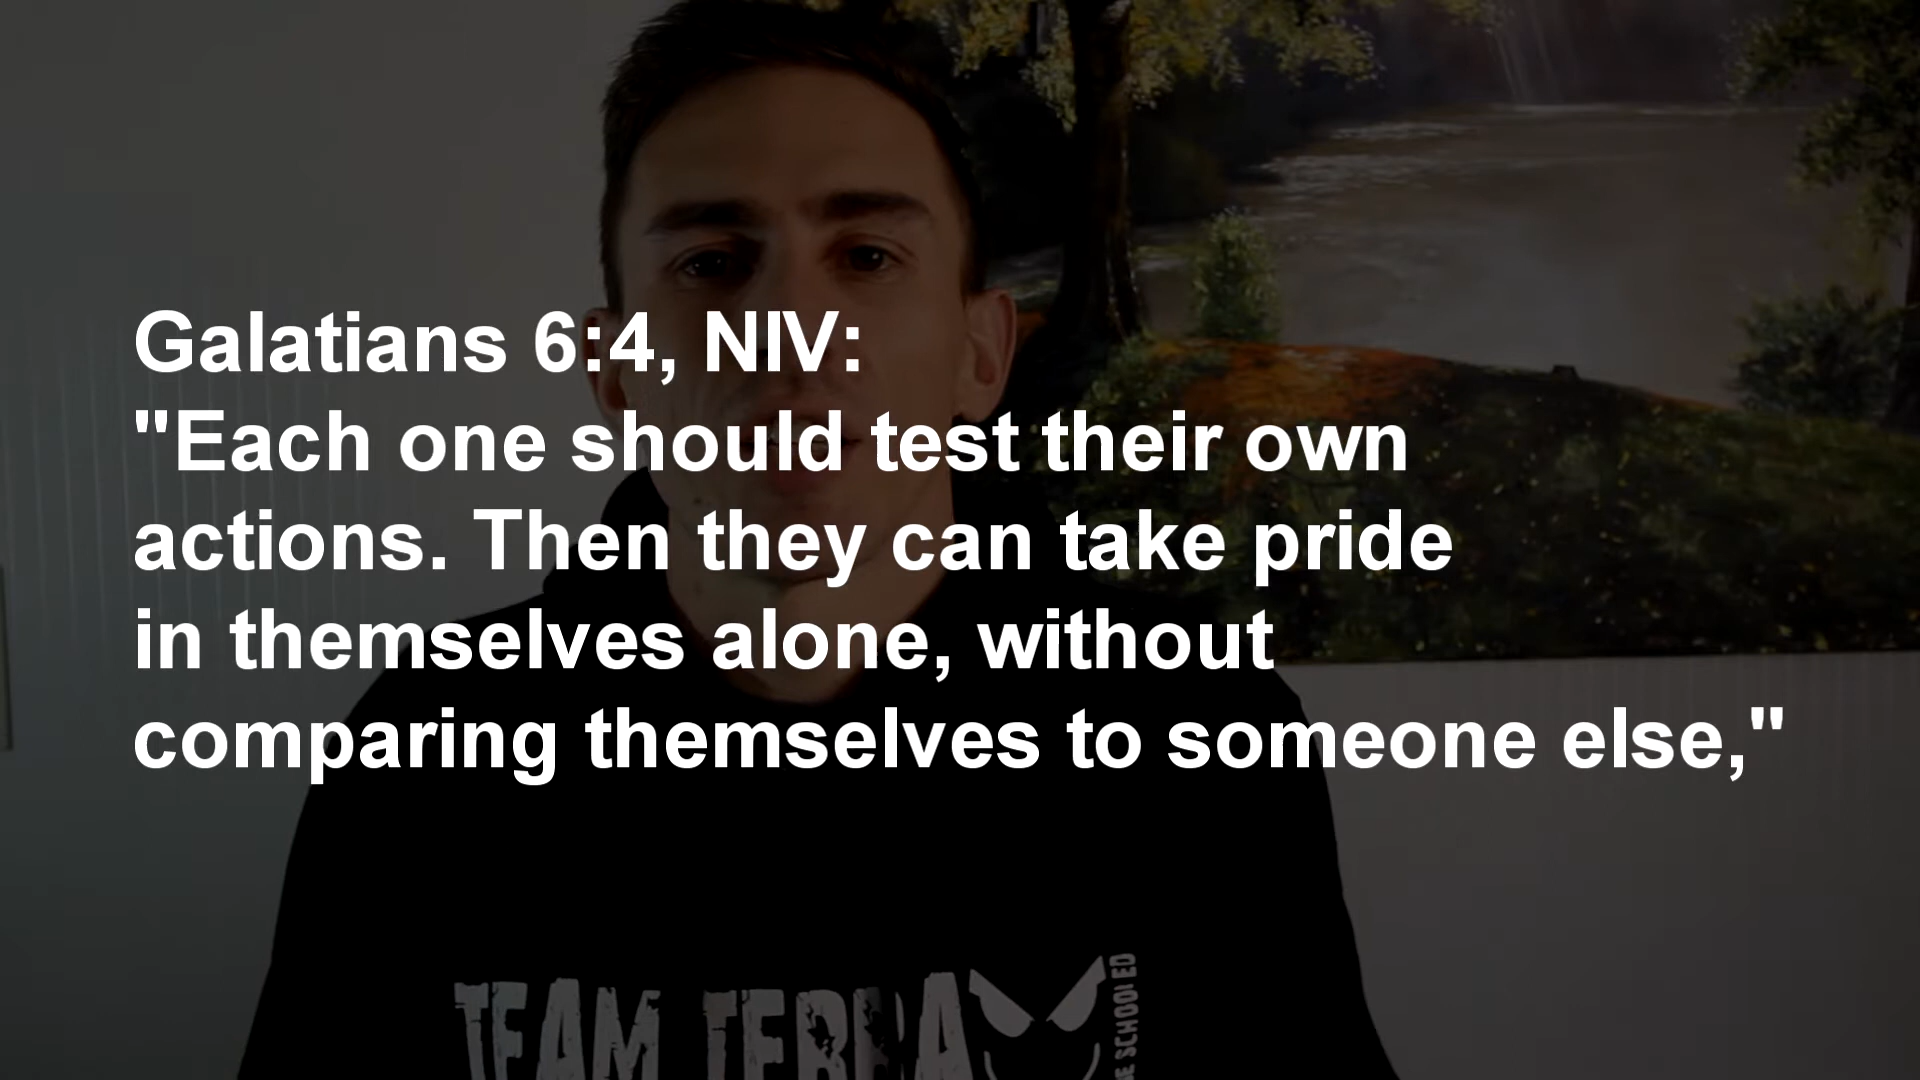 Galatians 6:4, NIV:
"Each one should test their own
actions. Then they can take pride
in themselves alone, without
comparing themselves to someone else,"
TEAM TERRA
SCHOOLED